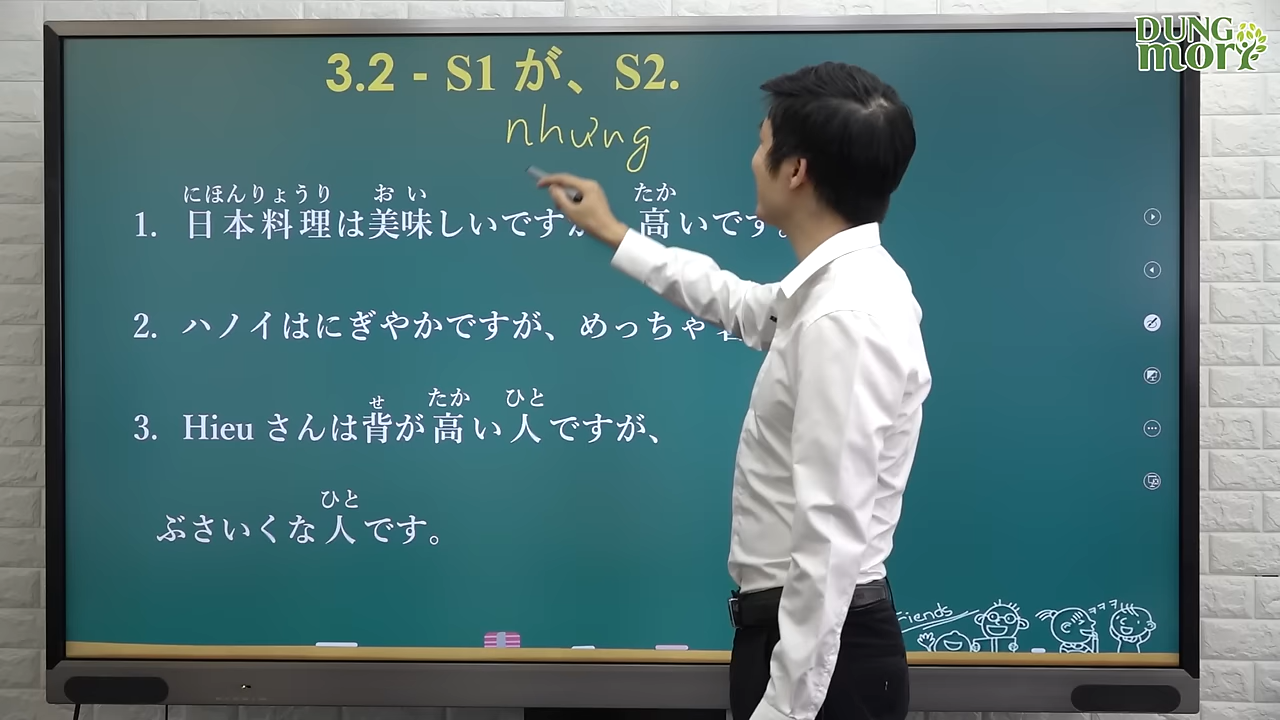 DUNG
mori
3.2 - S1 が、S2.
nhưng
にほんりょうり おい たか
1. 日本料理は美味しいですが 高いです。
2. ハノイはにぎやかですが、めっちゃ
せ たか ひと
3. Hieu さんは背が高い人ですが、
ひと
ぶさいくな人です。
Friends